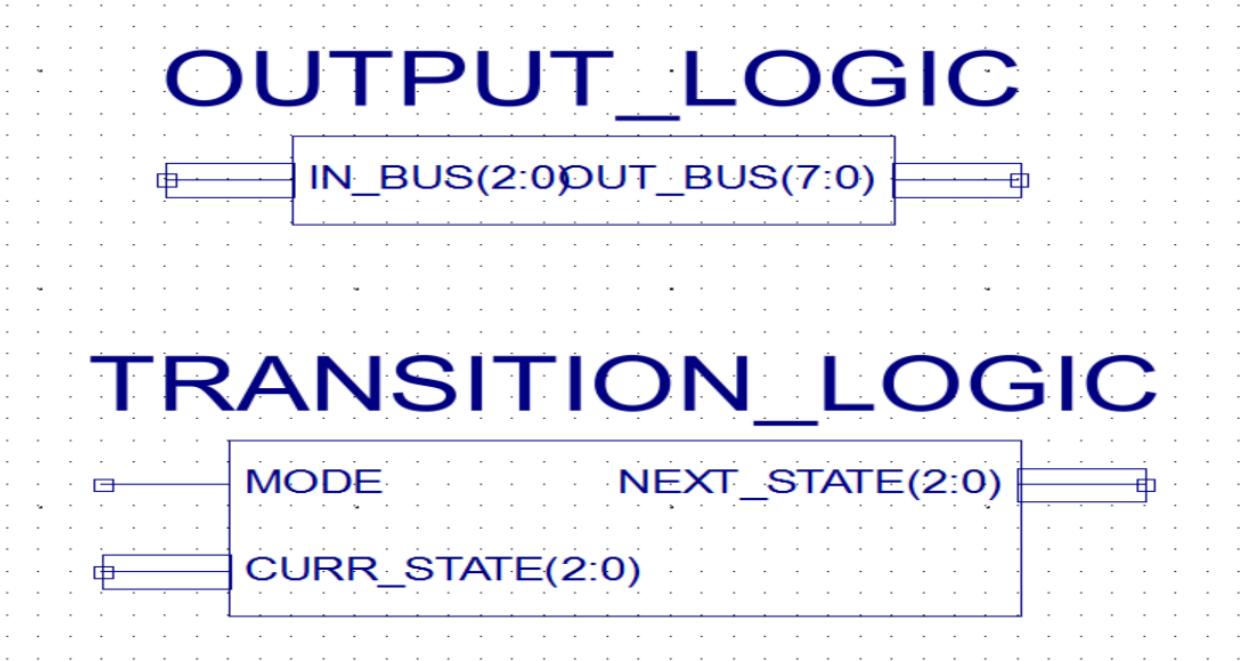 OUTPUT_LOGIC
IN_BUS(2:0) OUT_BUS(7:0)
TRANSITION_LOGIC
MODE NEXT_STATE(2:0)
CURR_STATE(2:0)